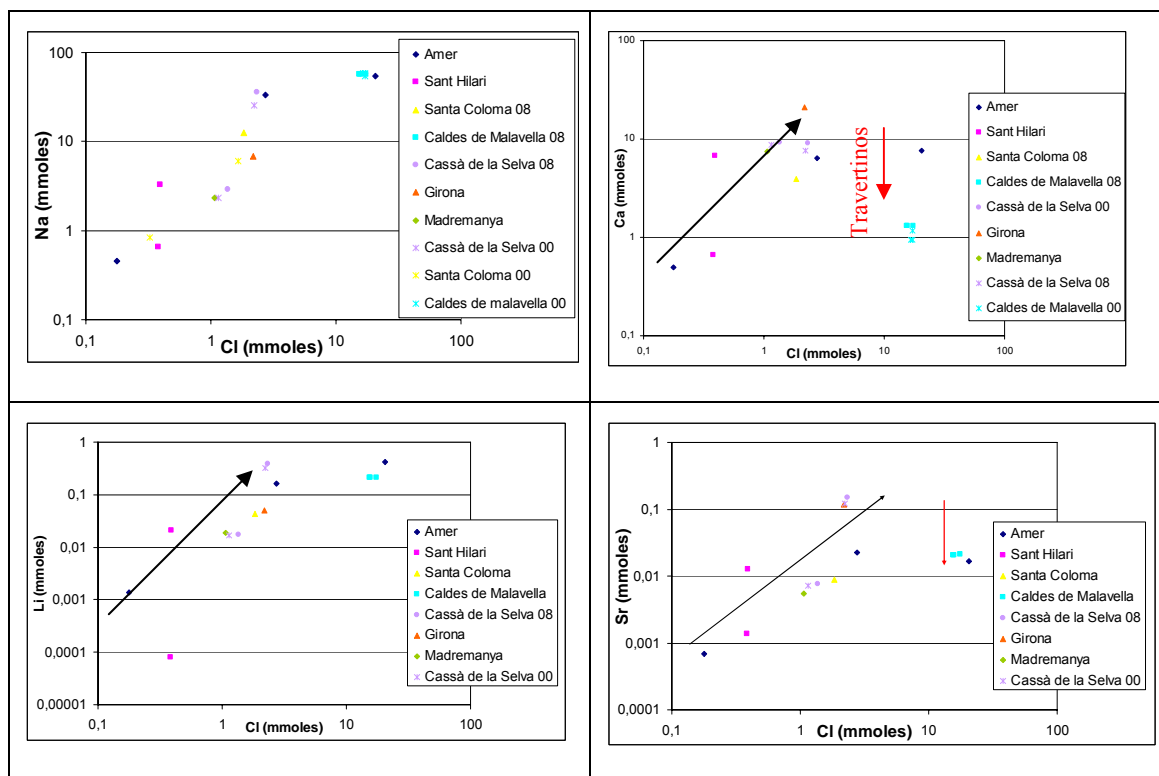 100
10
1
0,1
0,1
1
10
100
Na (mmoles)
Cl (mmoles)
Amer
Sant Hilari
Santa Coloma 08
Caldes de Malavella 08
Cassà de la Selva 08
Girona
Madremanya
Cassà de la Selva 00
Santa Coloma 00
Caldes de malavella 00
100
10
1
0,1
0,1
1
10
100
Ca (mmoles)
Cl (mmoles)
Travertinos
Amer
Sant Hilari
Santa Coloma 08
Caldes de Malavella 08
Cassà de la Selva 00
Girona
Madremanya
Cassà de la Selva 08
Caldes de Malavella 00
1
0,1
0,01
0,001
0,0001
0,00001
0,1
1
10
100
Li (mmoles)
Cl (mmoles)
Amer
Sant Hilari
Santa Coloma
Caldes de Malavella
Cassà de la Selva 08
Girona
Madremanya
Cassà de la Selva 00
1
0,1
0,01
0,001
0,0001
0,1
1
10
100
Sr (mmoles)
Cl (mmoles)
Amer
Sant Hilari
Santa Coloma
Caldes de Malavella
Cassà de la Selva 08
Girona
Madremanya
Cassà de la Selva 00